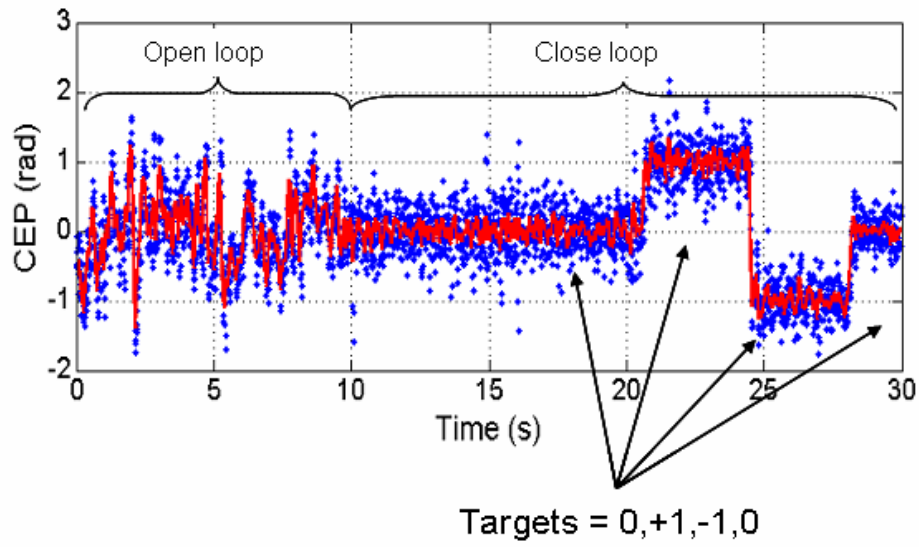 3
Open loop
Close loop
2
1
0
-1
-2
CEP (rad)
0
5
10
15
20
25
30
Time (s)
Targets = 0,+1,-1,0